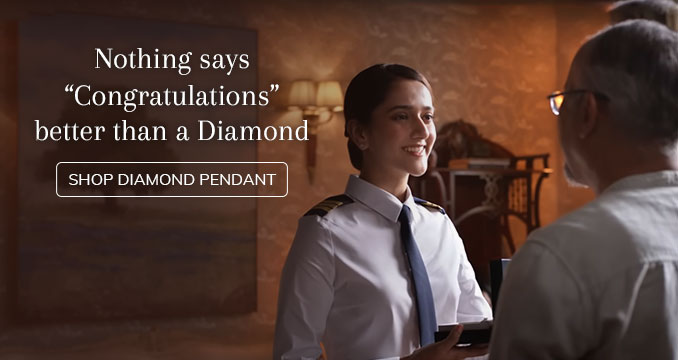 Nothing says
“Congratulations”
better than a Diamond
SHOP DIAMOND PENDANT